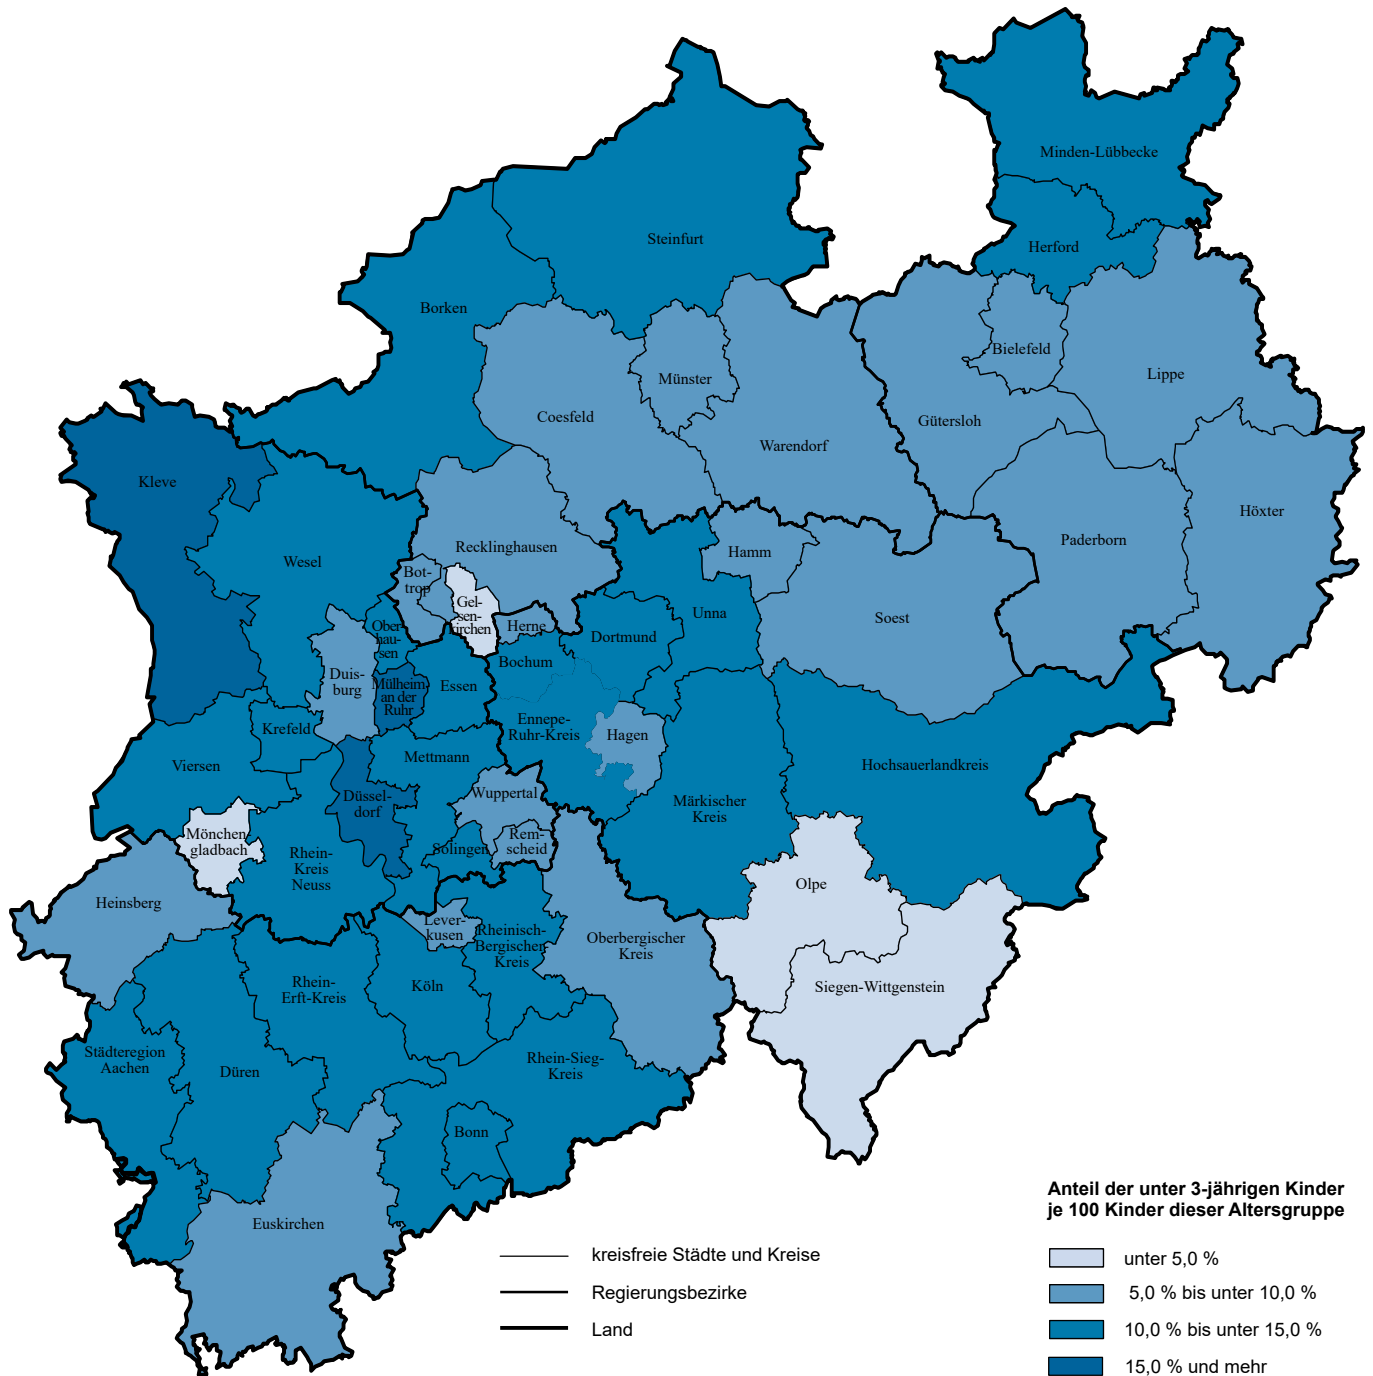 Minden-Lübbecke
Steinfurt
Herford
Borken
Bielefeld
Lippe
Münster
Coesfeld
Gütersloh
Warendorf
Kleve
Höxter
Paderborn
Recklinghausen
Hamm
Wesel
Bot-
trop
Gel-
sen-
kirchen
Unna
Soest
Herne
Ober-
hau-
sen
Dortmund
Bochum
Duis-
burg
Mülheim
an der
Ruhr
Essen
Ennepe-
Ruhr-Kreis
Krefeld
Hagen
Mettmann
Viersen
Hochsauerlandkreis
Wuppertal
Düssel-
dorf
Märkischer
Kreis
Mönchen-
gladbach
Rem-
scheid
Solingen
Rhein-
Kreis
Neuss
Olpe
Heinsberg
Lever-
kusen
Rheinisch-
Bergischer
Kreis
Oberbergischer
Kreis
Rhein-
Erft-Kreis
Köln
Siegen-Wittgenstein
Städteregion
Aachen
Düren
Rhein-Sieg-
Kreis
Bonn
Euskirchen
kreisfreie Städte und Kreise
Regierungsbezirke
Land
Anteil der unter 3-jährigen Kinder
je 100 Kinder dieser Altersgruppe
unter 5,0 %
5,0 % bis unter 10,0 %
10,0 % bis unter 15,0 %
15,0 % und mehr